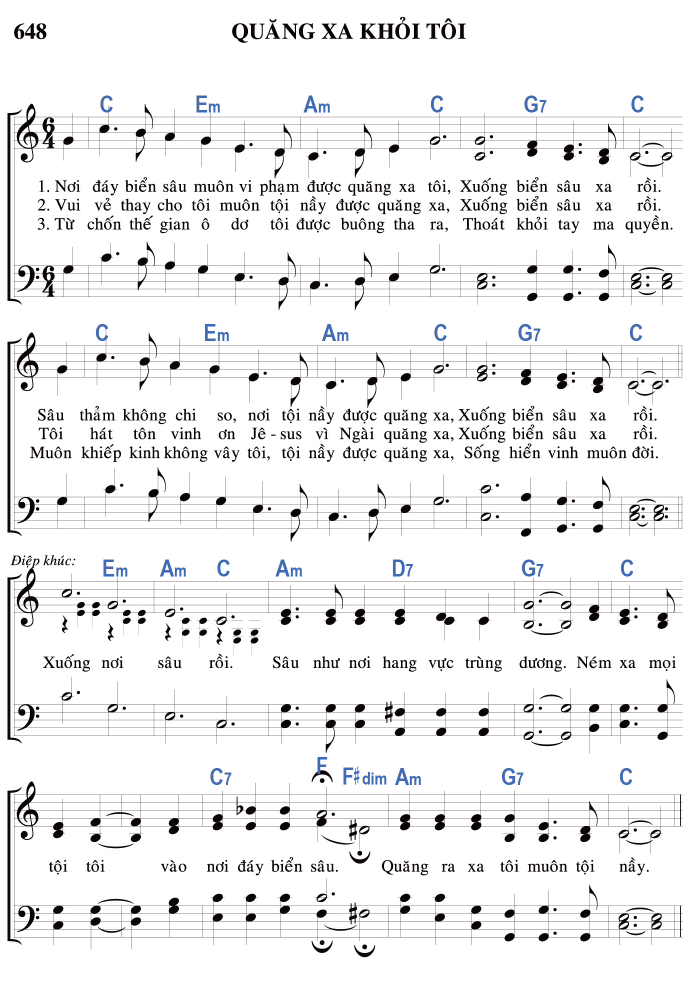 648 QUĂNG XA KHỎI TÔI
C Em Am C G7 C
6 4
1. Nơi đáy biển sâu muôn vi phạm được quăng xa tôi, Xuống biển sâu xa rồi.
2. Vui vẻ thay cho tôi muôn tội nầy được quăng xa, Xuống biển sâu xa rồi.
3. Từ chốn thế gian ô dơ tôi được buông tha ra, Thoát khỏi tay ma quyền.
6 4
C Em Am C G7 C
Sâu thảm không chi so, nơi tội nầy được quăng xa, Xuống biển sâu xa rồi.
Tôi hát tôn vinh ơn Jê-sus vì Ngài quăng xa, Xuống biển sâu xa rồi.
Muôn khiếp kinh không vây tôi, tội nầy được quăng xa, Sống hiển vinh muôn đời.
Điệp khúc:
Em Am C Am D7 G7 C
Xuống nơi sâu rồi. Sâu như nơi hang vực trùng dương. Ném xa mọi
C7 F F#dim Am G7 C
tội tôi vào nơi đáy biển sâu. Quăng ra xa tôi muôn tội nầy.